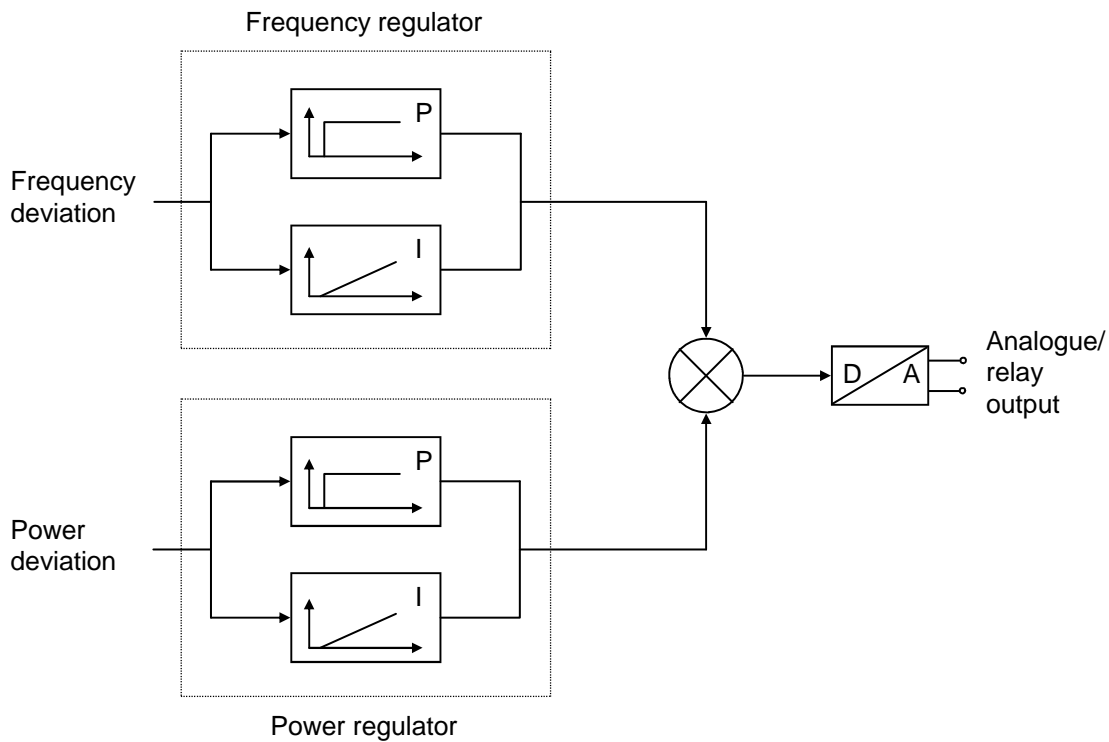 Frequency regulator
P
Frequency
deviation
I
Analogue/
relay
output
D A
P
Power
deviation
I
Power regulator